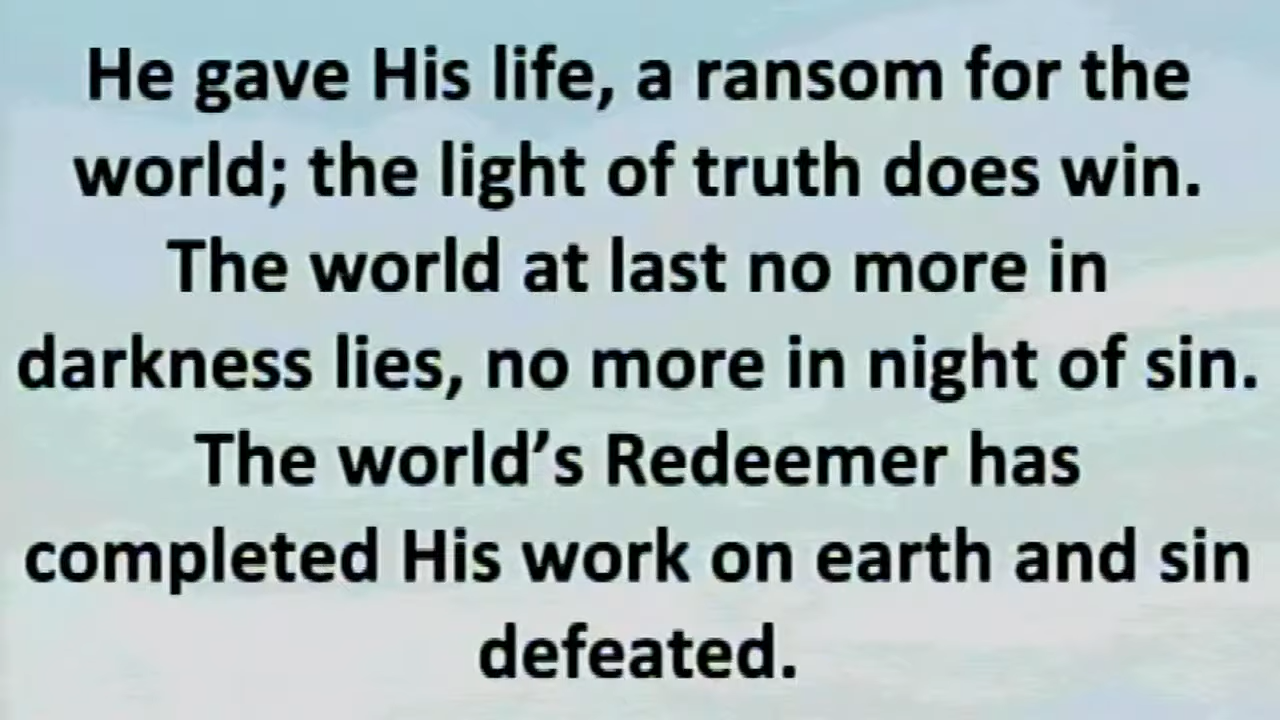 He gave His life, a ransom for the
world; the light of truth does win.
The world at last no more in
darkness lies, no more in night of sin.
The world’s Redeemer has
completed His work on earth and sin
defeated.